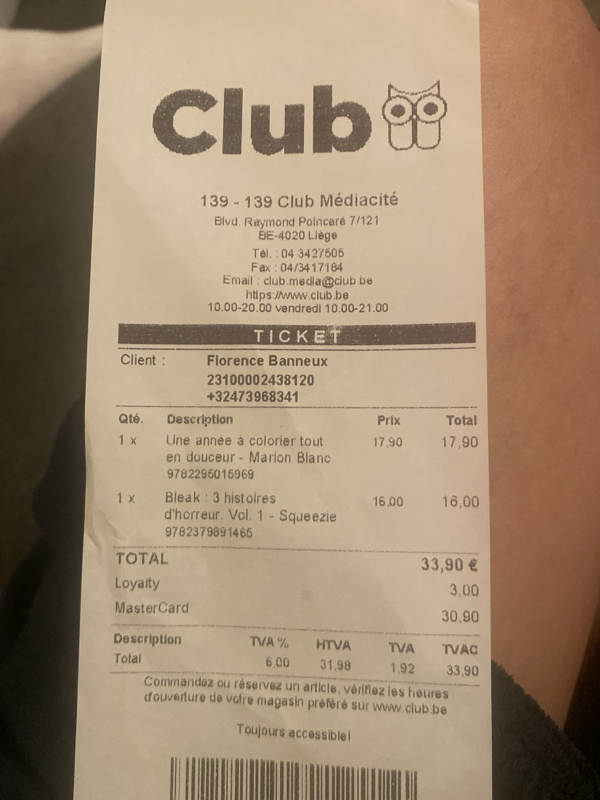 Club
139 - 139 Club Médiacité
Blvd. Raymond Poincaré 7/121
BE-4020 Liège
Tél. : 04 3427505
Fax : 04/3417184
Email : club.media@club.be
https://www.club.be
10.00-20.00 vendredi 10.00-21.00
TICKET
Client : Florence Banneux
23100002438120
+32473968341
Qté. Description Prix Total
1 x Une année à colorier tout 17,90 17,90
en douceur - Marion Blanc
9782295015969
1 x Bleak : 3 histoires 16,00 16,00
d'horreur. Vol. 1 - Squeezie
9782379891465
TOTAL 33,90 €
Loyalty 3,00
MasterCard 30,90
Description TVA % HTVA TVA TVAC
Total 6,00 31,98 1,92 33,90
Commandez ou réservez un article, vérifiez les heures
d'ouverture de votre magasin préféré sur www.club.be
Toujours accessible!